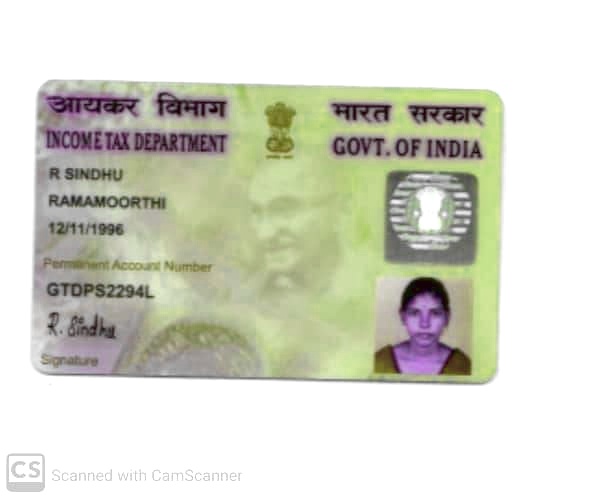 आयकर विभाग भारत सरकार
INCOME TAX DEPARTMENT GOVT. OF INDIA
R SINDHU
RAMAMOORTHI
12/11/1996
Permanent Account Number
GTDPS2294L
R. Sindhu
Signature
CS Scanned with CamScanner